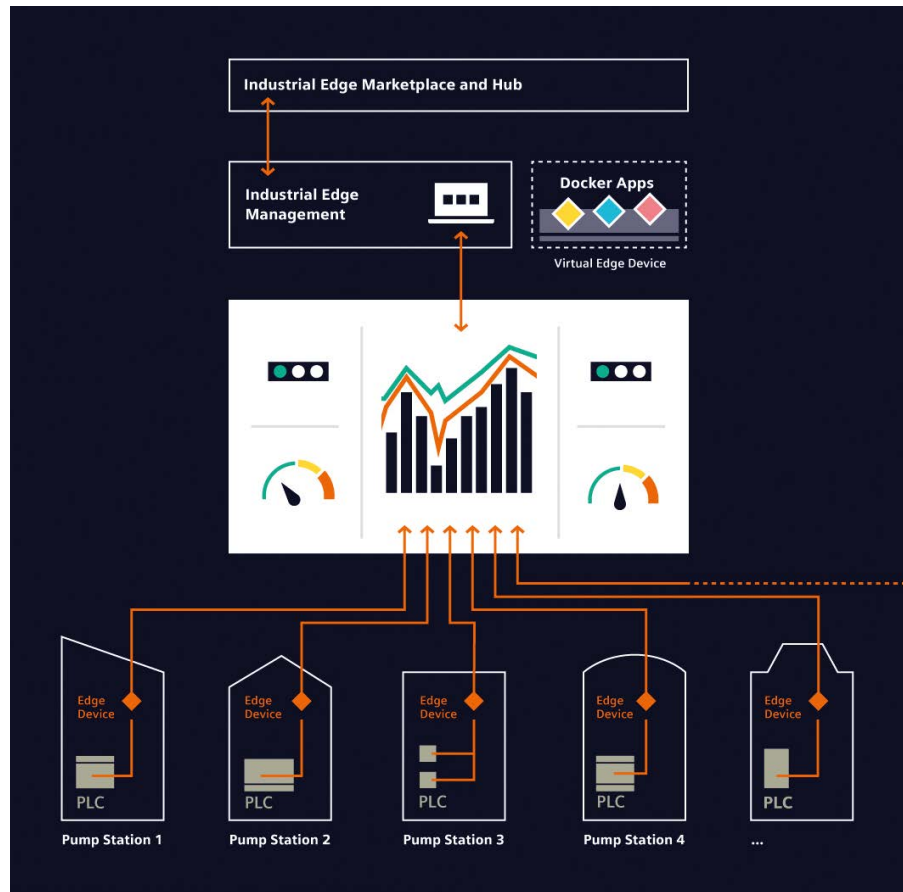 Industrial Edge Marketplace and Hub
Industrial Edge
Management
Docker Apps
Virtual Edge Device
Edge
Device
PLC
Pump Station 1
Edge
Device
PLC
Pump Station 2
Edge
Device
PLC
Pump Station 3
Edge
Device
PLC
Pump Station 4
Edge
Device
PLC
...